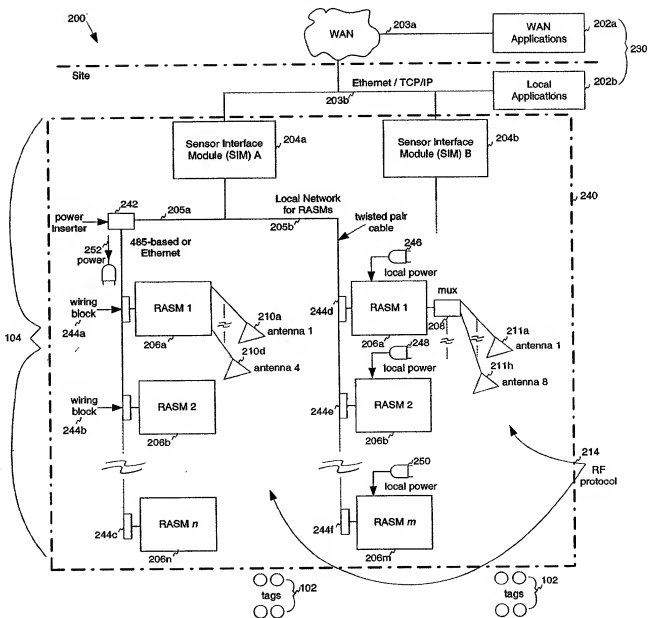 200
WAN
203a
WAN Applications
202a
230
Site
Ethernet / TCP/IP
203b
Local Applications
202b
204a
204b
Sensor Interface Module (SIM) A
Sensor Interface Module (SIM) B
240
242
205a
Local Network for RASMs
205b
power Inserter
twisted pair cable
252
power
485-based or Ethernet
246
local power
mux
wiring block
244a
RASM 1
206a
210a
antenna 1
210d
antenna 4
244d
RASM 1
206a
208
211a
antenna 1
211h
antenna 8
248
local power
104
wiring block
244b
RASM 2
206b
244e
RASM 2
206b
214
RF protocol
250
local power
244c
RASM n
206n
244f
RASM m
206m
102
tags
102
tags